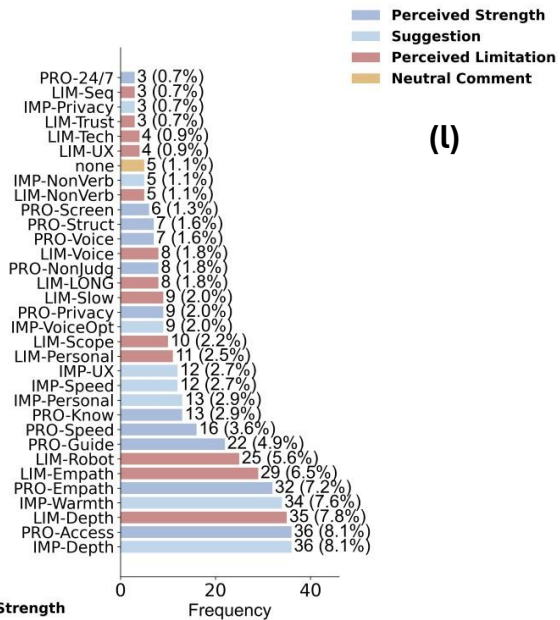 Perceived Strength
Suggestion
Perceived Limitation
Neutral Comment
(l)
PRO-24/7 3 (0.7%)
LIM-Seq 3 (0.7%)
IMP-Privacy 3 (0.7%)
LIM-Trust 3 (0.7%)
LIM-Tech 4 (0.9%)
LIM-UX 4 (0.9%)
none 5 (1.1%)
IMP-NonVerb 5 (1.1%)
LIM-NonVerb 5 (1.1%)
PRO-Screen 6 (1.3%)
PRO-Struct 7 (1.6%)
PRO-Voice 7 (1.6%)
LIM-Voice 8 (1.8%)
PRO-NonJudg 8 (1.8%)
LIM-LONG 8 (1.8%)
LIM-Slow 9 (2.0%)
PRO-Privacy 9 (2.0%)
IMP-VoiceOpt 9 (2.0%)
LIM-Scope 10 (2.2%)
LIM-Personal 11 (2.5%)
IMP-UX 12 (2.7%)
IMP-Speed 12 (2.7%)
IMP-Personal 13 (2.9%)
PRO-Know 13 (2.9%)
PRO-Speed 16 (3.6%)
PRO-Guide 22 (4.9%)
LIM-Robot 25 (5.6%)
LIM-Empath 29 (6.5%)
PRO-Empath 32 (7.2%)
IMP-Warmth 34 (7.6%)
LIM-Depth 35 (7.8%)
PRO-Access 36 (8.1%)
IMP-Depth 36 (8.1%)
0 20 40
Strength Frequency